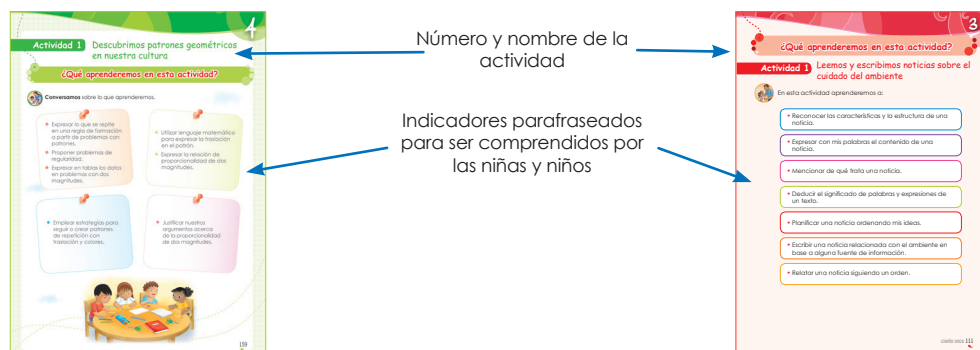 4
Actividad 1 Descubrimos patrones geométricos
en nuestra cultura
¿Qué aprenderemos en esta actividad?
Conversamos sobre lo que aprenderemos.
• Expresar lo que se repite
en una regla de formación
a partir de problemas con
patrones.
• Proponer problemas de
regularidad.
• Expresar en tablas los datos
en problemas con dos
magnitudes.
• Utilizar lenguaje matemático
para expresar la traslación
en el patrón.
• Expresar la relación de
proporcionalidad de dos
magnitudes.
• Emplear estrategias para
seguir o crear patrones
de repetición con
traslación y colores.
• Justificar nuestros
argumentos acerca
de la proporcionalidad
de dos magnitudes.
159
Número y nombre de la
actividad
Indicadores parafraseados
para ser comprendidos por
las niñas y niños
3
¿Qué aprenderemos en esta actividad?
Actividad 1 Leemos y escribimos noticias sobre el
cuidado del ambiente
En esta actividad aprenderemos a:
• Reconocer las características y la estructura de una
noticia.
• Expresar con mis palabras el contenido de una
noticia.
• Mencionar de qué trata una noticia.
• Deducir el significado de palabras y expresiones de
un texto.
• Planificar una noticia ordenando mis ideas.
• Escribir una noticia relacionada con el ambiente en
base a alguna fuente de información.
• Relatar una noticia siguiendo un orden.
ciento once 111